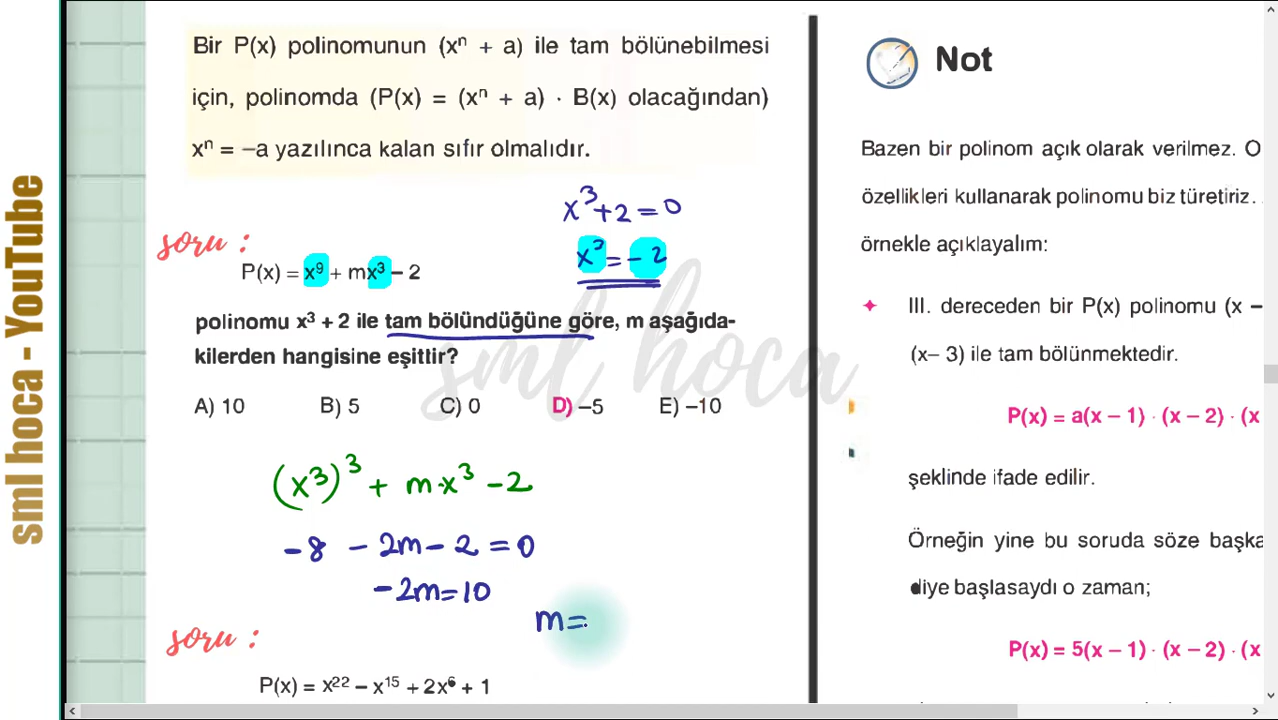 sml hoca - YouTube
Bir P(x) polinomunun (xⁿ + a) ile tam bölünebilmesi
için, polinomda (P(x) = (xⁿ + a) · B(x) olacağından)
xⁿ = –a yazılınca kalan sıfır olmalıdır.
x³+2=0
x³=-2
soru :
P(x) = x⁹ + mx³ – 2
polinomu x³ + 2 ile tam bölündüğüne göre, m aşağıda-
kilerden hangisine eşittir?
A) 10 B) 5 C) 0 D) –5 E) –10
(x³)³ + m.x³ -2
-8 - 2m - 2 = 0
-2m=10
m=
soru :
P(x) = x²² – x¹⁵ + 2x⁶ + 1
sml hoca
Not
Bazen bir polinom açık olarak verilmez. O
özellikleri kullanarak polinomu biz türetiriz.
örnekle açıklayalım:
III. dereceden bir P(x) polinomu (x –
(x– 3) ile tam bölünmektedir.
P(x) = a(x – 1) · (x – 2) · (x
şeklinde ifade edilir.
Örneğin yine bu soruda söze başka
diye başlasaydı o zaman;
P(x) = 5(x – 1) · (x – 2) · (x